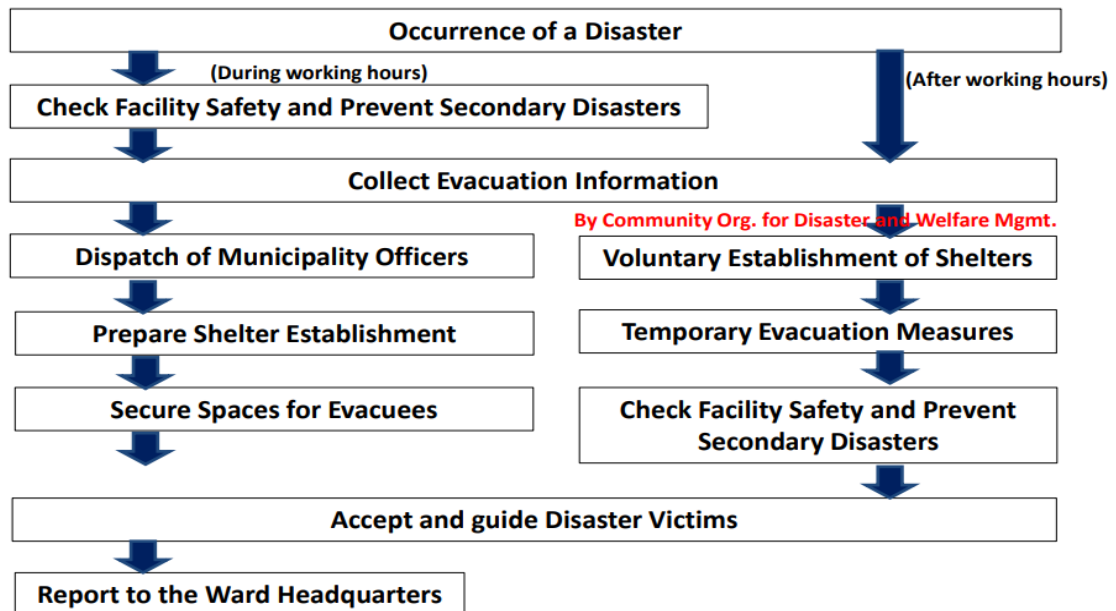 Occurrence of a Disaster
(During working hours)
(After working hours)
Check Facility Safety and Prevent Secondary Disasters
Collect Evacuation Information
By Community Org. for Disaster and Welfare Mgmt.
Dispatch of Municipality Officers
Voluntary Establishment of Shelters
Prepare Shelter Establishment
Temporary Evacuation Measures
Secure Spaces for Evacuees
Check Facility Safety and Prevent
Secondary Disasters
Accept and guide Disaster Victims
Report to the Ward Headquarters